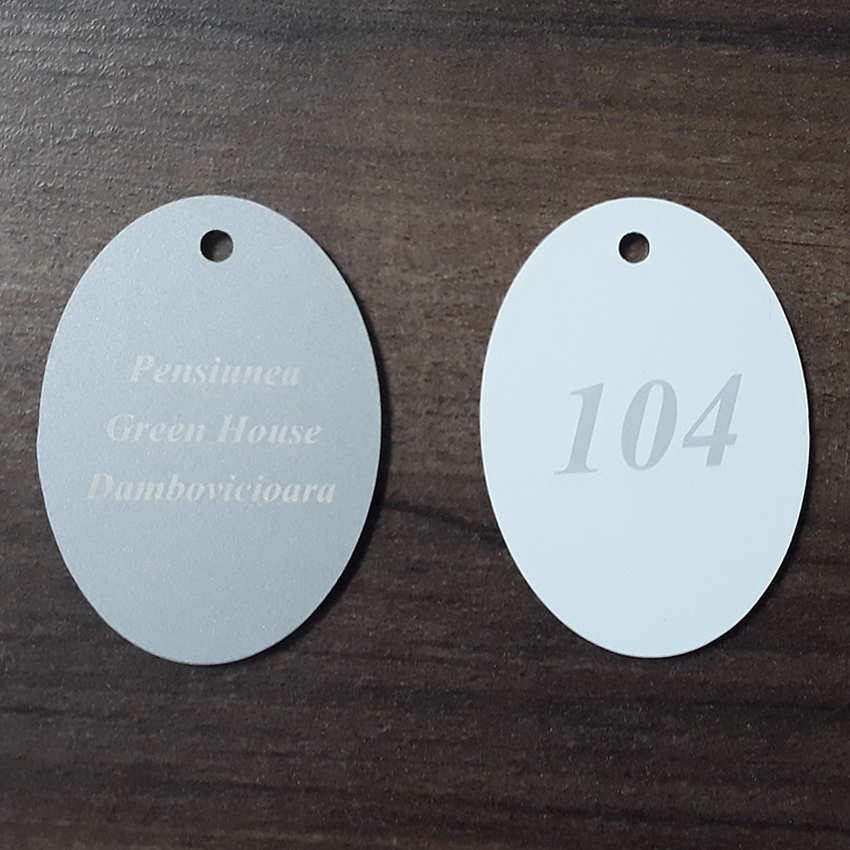 Pensiunea
Green House
Dambovicioara
104